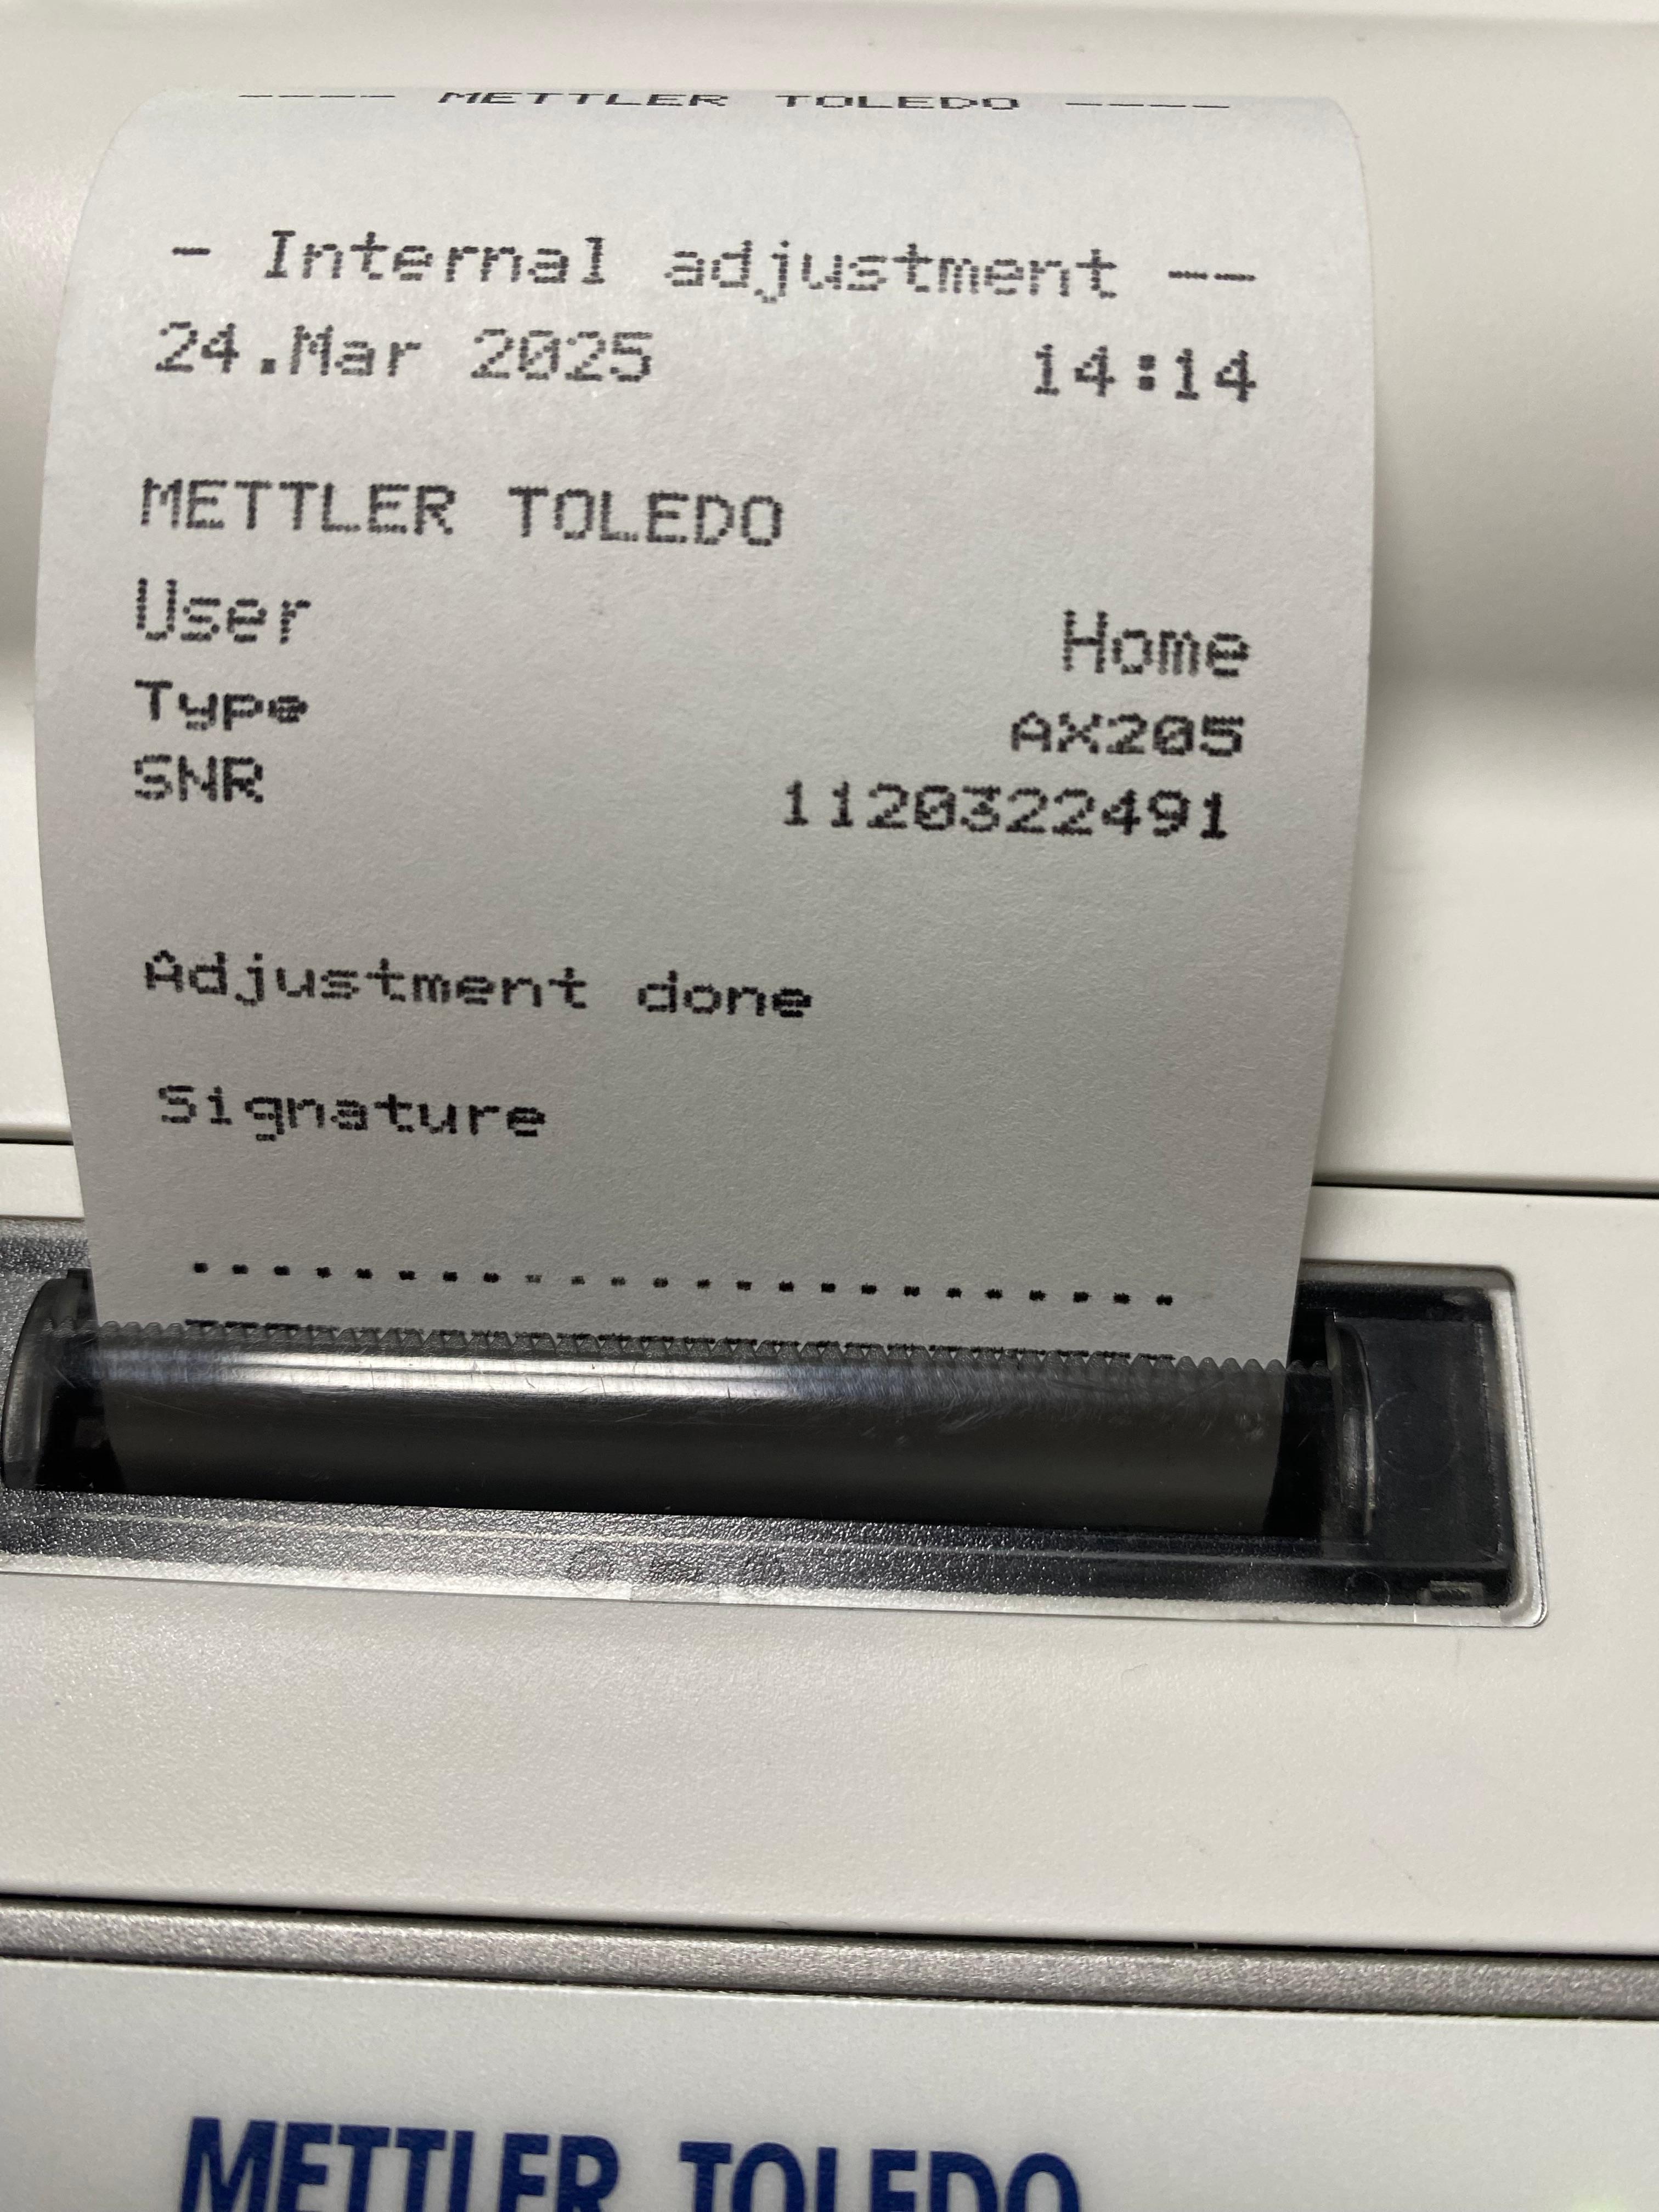 ---- METTLER TOLEDO ----
- Internal adjustment --
24.Mar 2025 14:14
METTLER TOLEDO
User Home
Type AX205
SNR 1120322491
Adjustment done
Signature
........................
METTLER TOLEDO